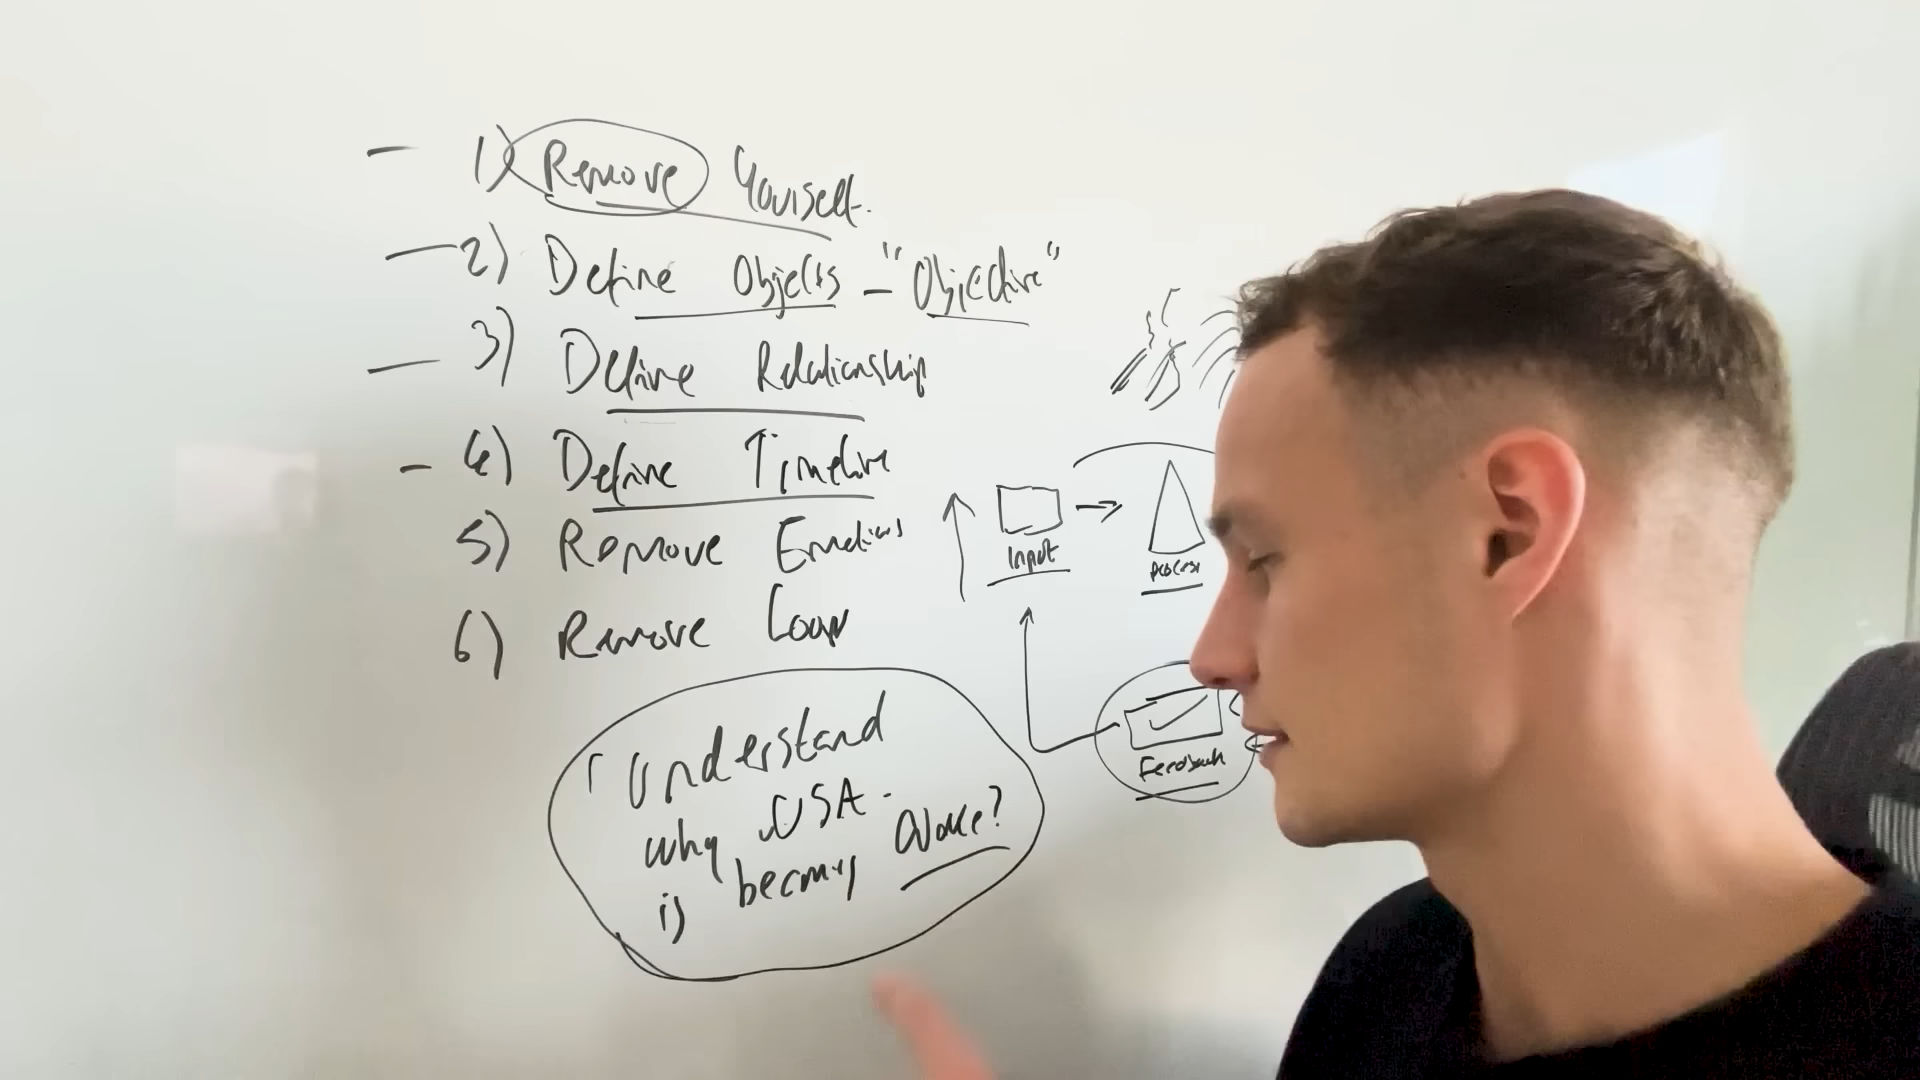 1) Remove Yourself.
2) Define Objects - "Objective"
3) Define Relationship
4) Define Timeline
5) Remove Emotions
6) Remove Loop
Input
process
Feedback
Understand
why USA
is becoming Woke?